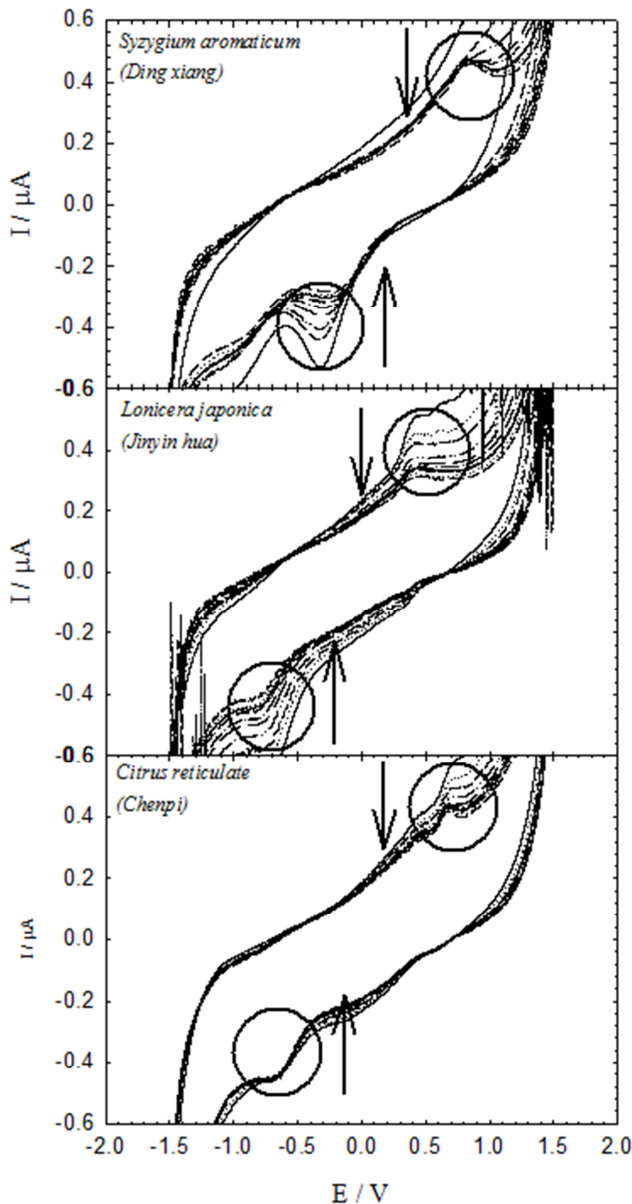 0.6
Syzygium aromaticum
(Ding xiang)
0.4
0.2
0.0
-0.2
-0.4
-0.6
I / μA
Lonicera japonica
(Jinyin hua)
0.4
0.2
0.0
-0.2
-0.4
-0.6
I / μA
Citrus reticulate
(Chenpi)
0.4
0.2
0.0
-0.2
-0.4
-0.6
I / μA
-2.0 -1.5 -1.0 -0.5 0.0 0.5 1.0 1.5 2.0
E / V